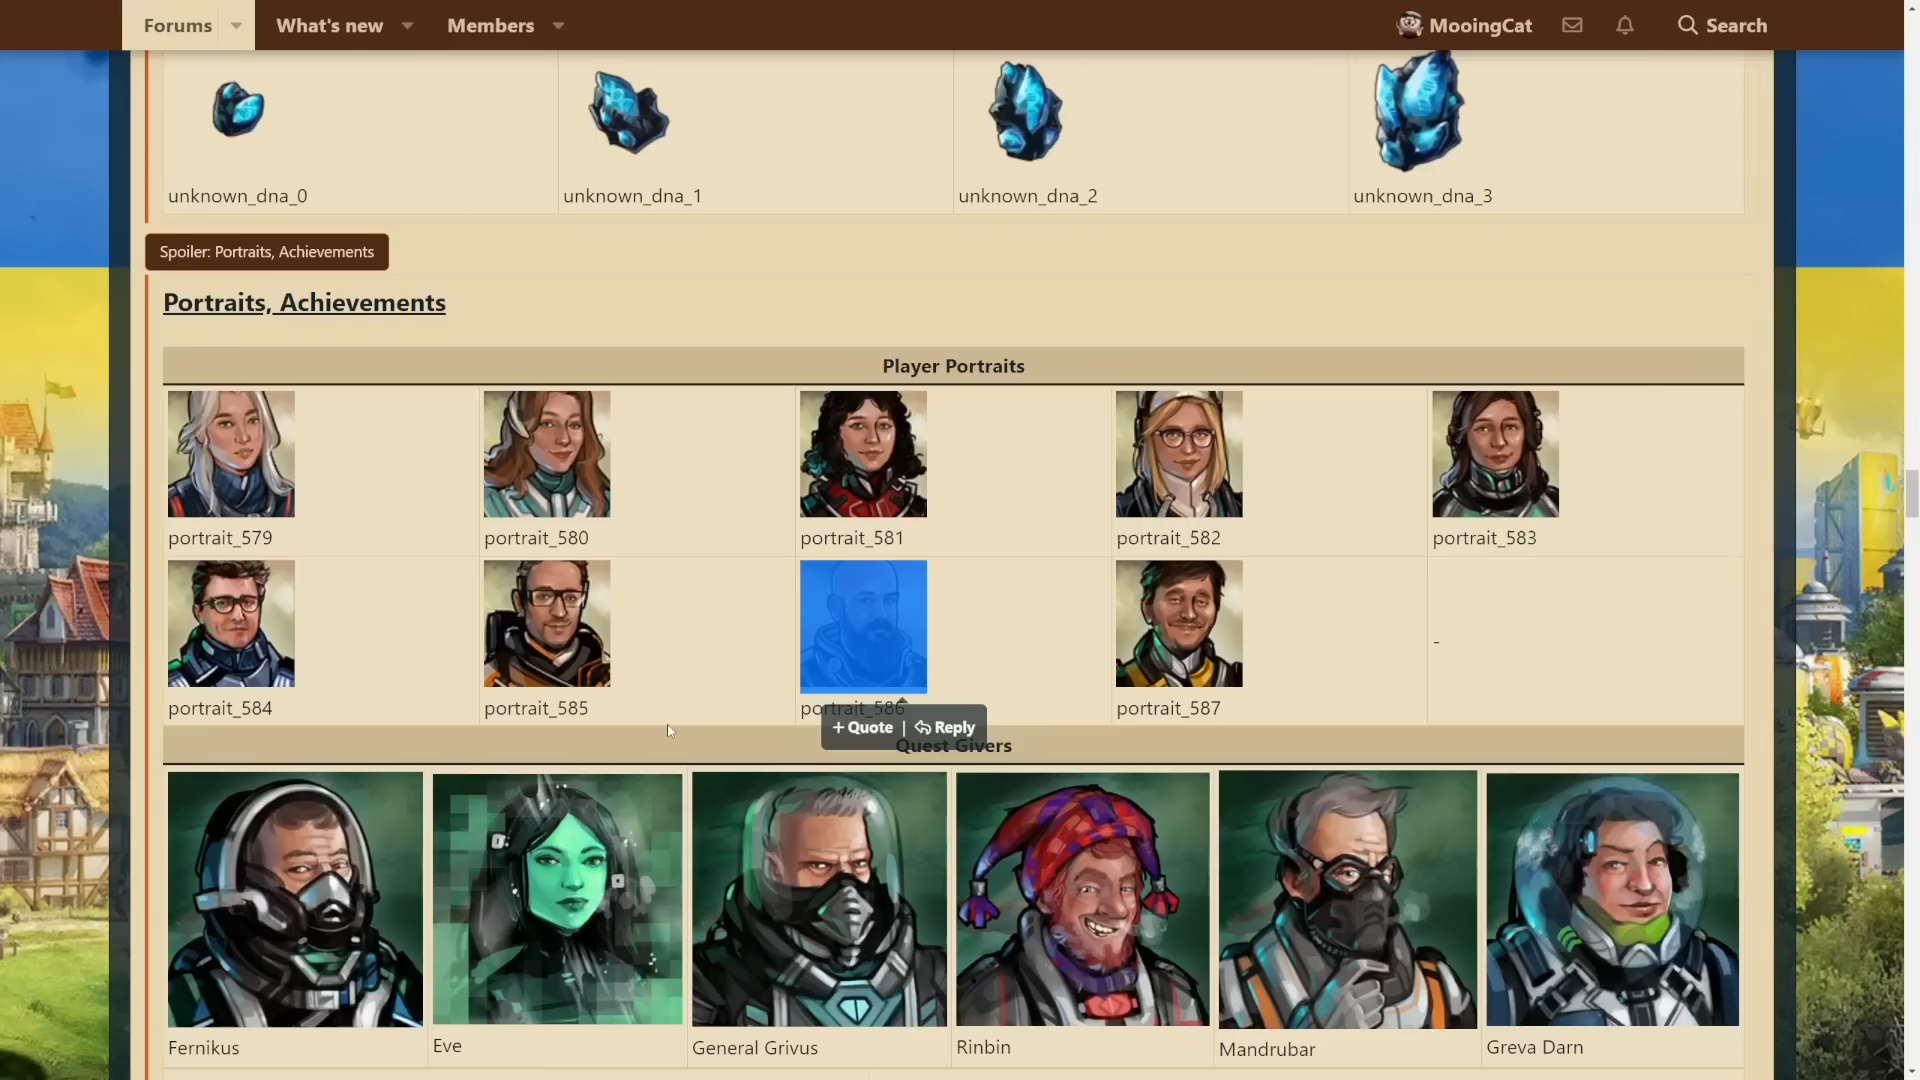 Forums
What's new
Members
MooingCat
Search
unknown_dna_0
unknown_dna_1
unknown_dna_2
unknown_dna_3
Spoiler: Portraits, Achievements
Portraits, Achievements
Player Portraits
portrait_579
portrait_580
portrait_581
portrait_582
portrait_583
-
portrait_584
portrait_585
portrait_586
portrait_587
+Quote | Reply
Quest Givers
Fernikus
Eve
General Grivus
Rinbin
Mandrubar
Greva Darn